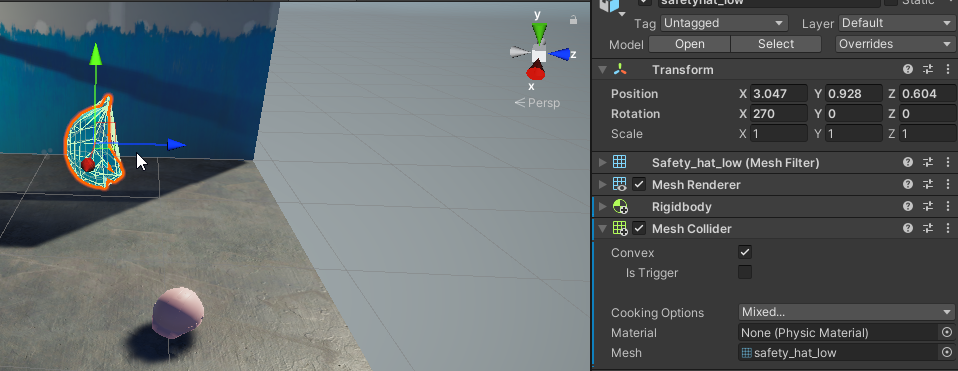 safetyhat_low
Static
Tag Untagged Layer Default
Model Open Select Overrides
Transform
Position X 3.047 Y 0.928 Z 0.604
Rotation X 270 Y 0 Z 0
Scale X 1 Y 1 Z 1
Safety_hat_low (Mesh Filter)
Mesh Renderer
Rigidbody
Mesh Collider
Convex
Is Trigger
Cooking Options Mixed...
Material None (Physic Material)
Mesh safety_hat_low
y
z
x
< Persp